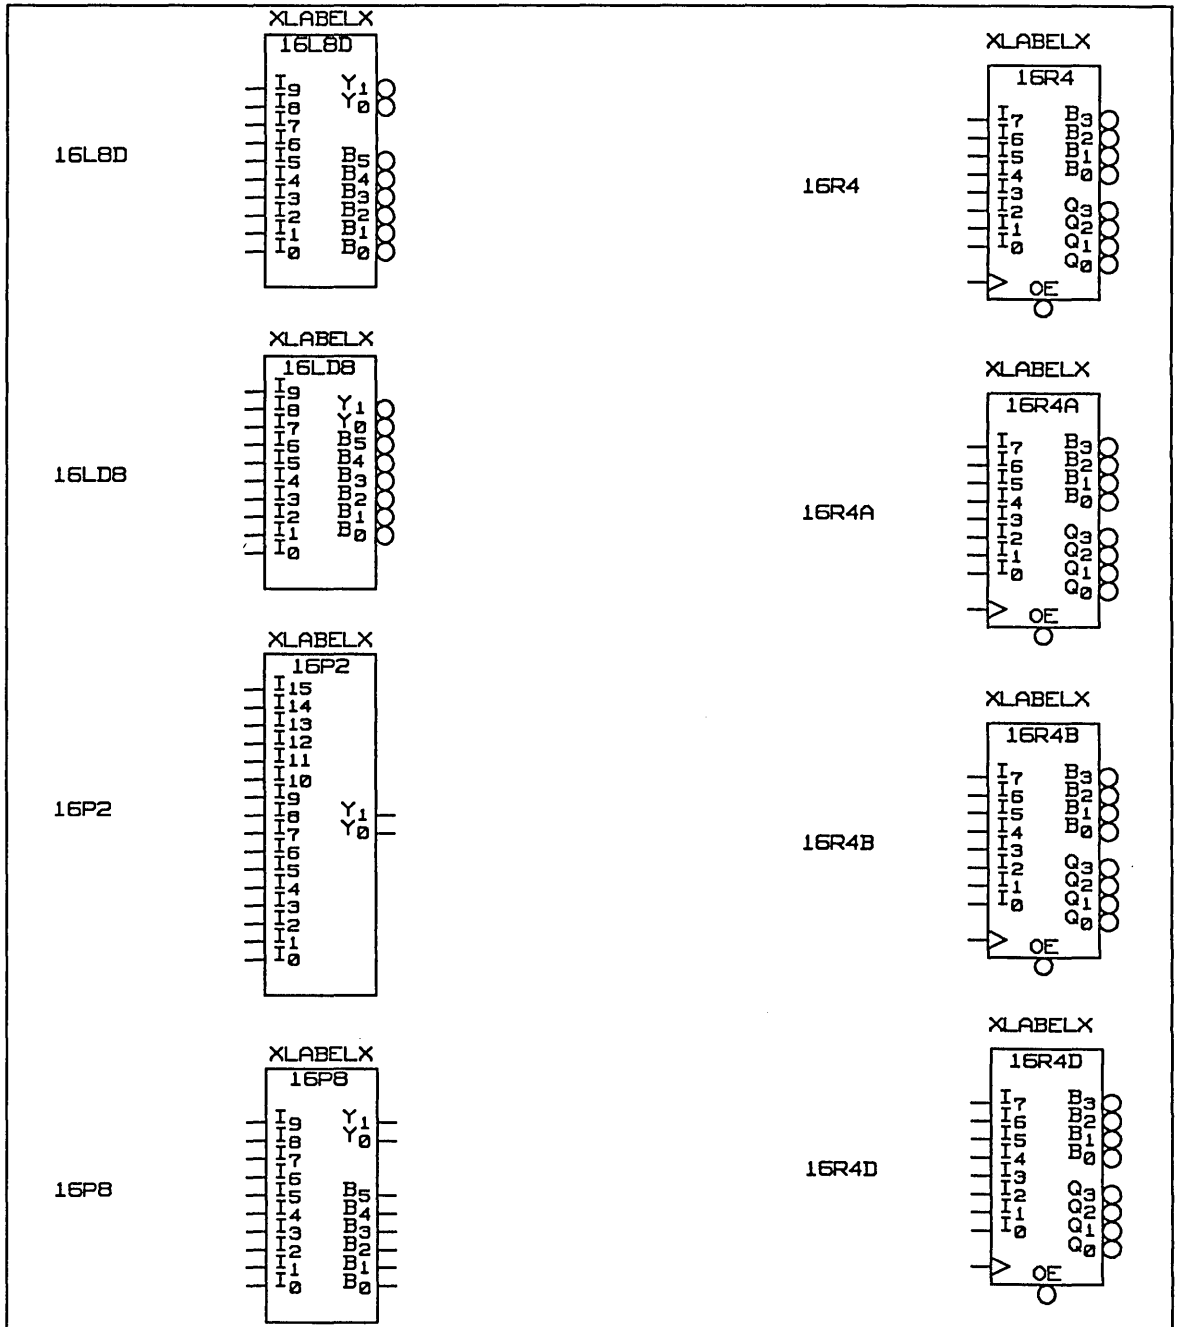 16L8D
XLABELX
16L8D
I9 Y1
I8 Y0
I7
I6
I5 B5
I4 B4
I3 B3
I2 B2
I1 B1
I0 B0
16LD8
XLABELX
16LD8
I9
I8 Y1
I7 Y0
I6 B5
I5 B4
I4 B3
I3 B2
I2 B1
I1 B0
I0
16P2
XLABELX
16P2
I15
I14
I13
I12
I11
I10
I9
I8 Y1
I7 Y0
I6
I5
I4
I3
I2
I1
I0
16P8
XLABELX
16P8
I9 Y1
I8 Y0
I7
I6
I5 B5
I4 B4
I3 B3
I2 B2
I1 B1
I0 B0
16R4
XLABELX
16R4
I7 B3
I6 B2
I5 B1
I4 B0
I3
I2 Q3
I1 Q2
I0 Q1
Q0
OE
16R4A
XLABELX
16R4A
I7 B3
I6 B2
I5 B1
I4 B0
I3
I2 Q3
I1 Q2
I0 Q1
Q0
OE
16R4B
XLABELX
16R4B
I7 B3
I6 B2
I5 B1
I4 B0
I3
I2 Q3
I1 Q2
I0 Q1
Q0
OE
16R4D
XLABELX
16R4D
I7 B3
I6 B2
I5 B1
I4 B0
I3
I2 Q3
I1 Q2
I0 Q1
Q0
OE